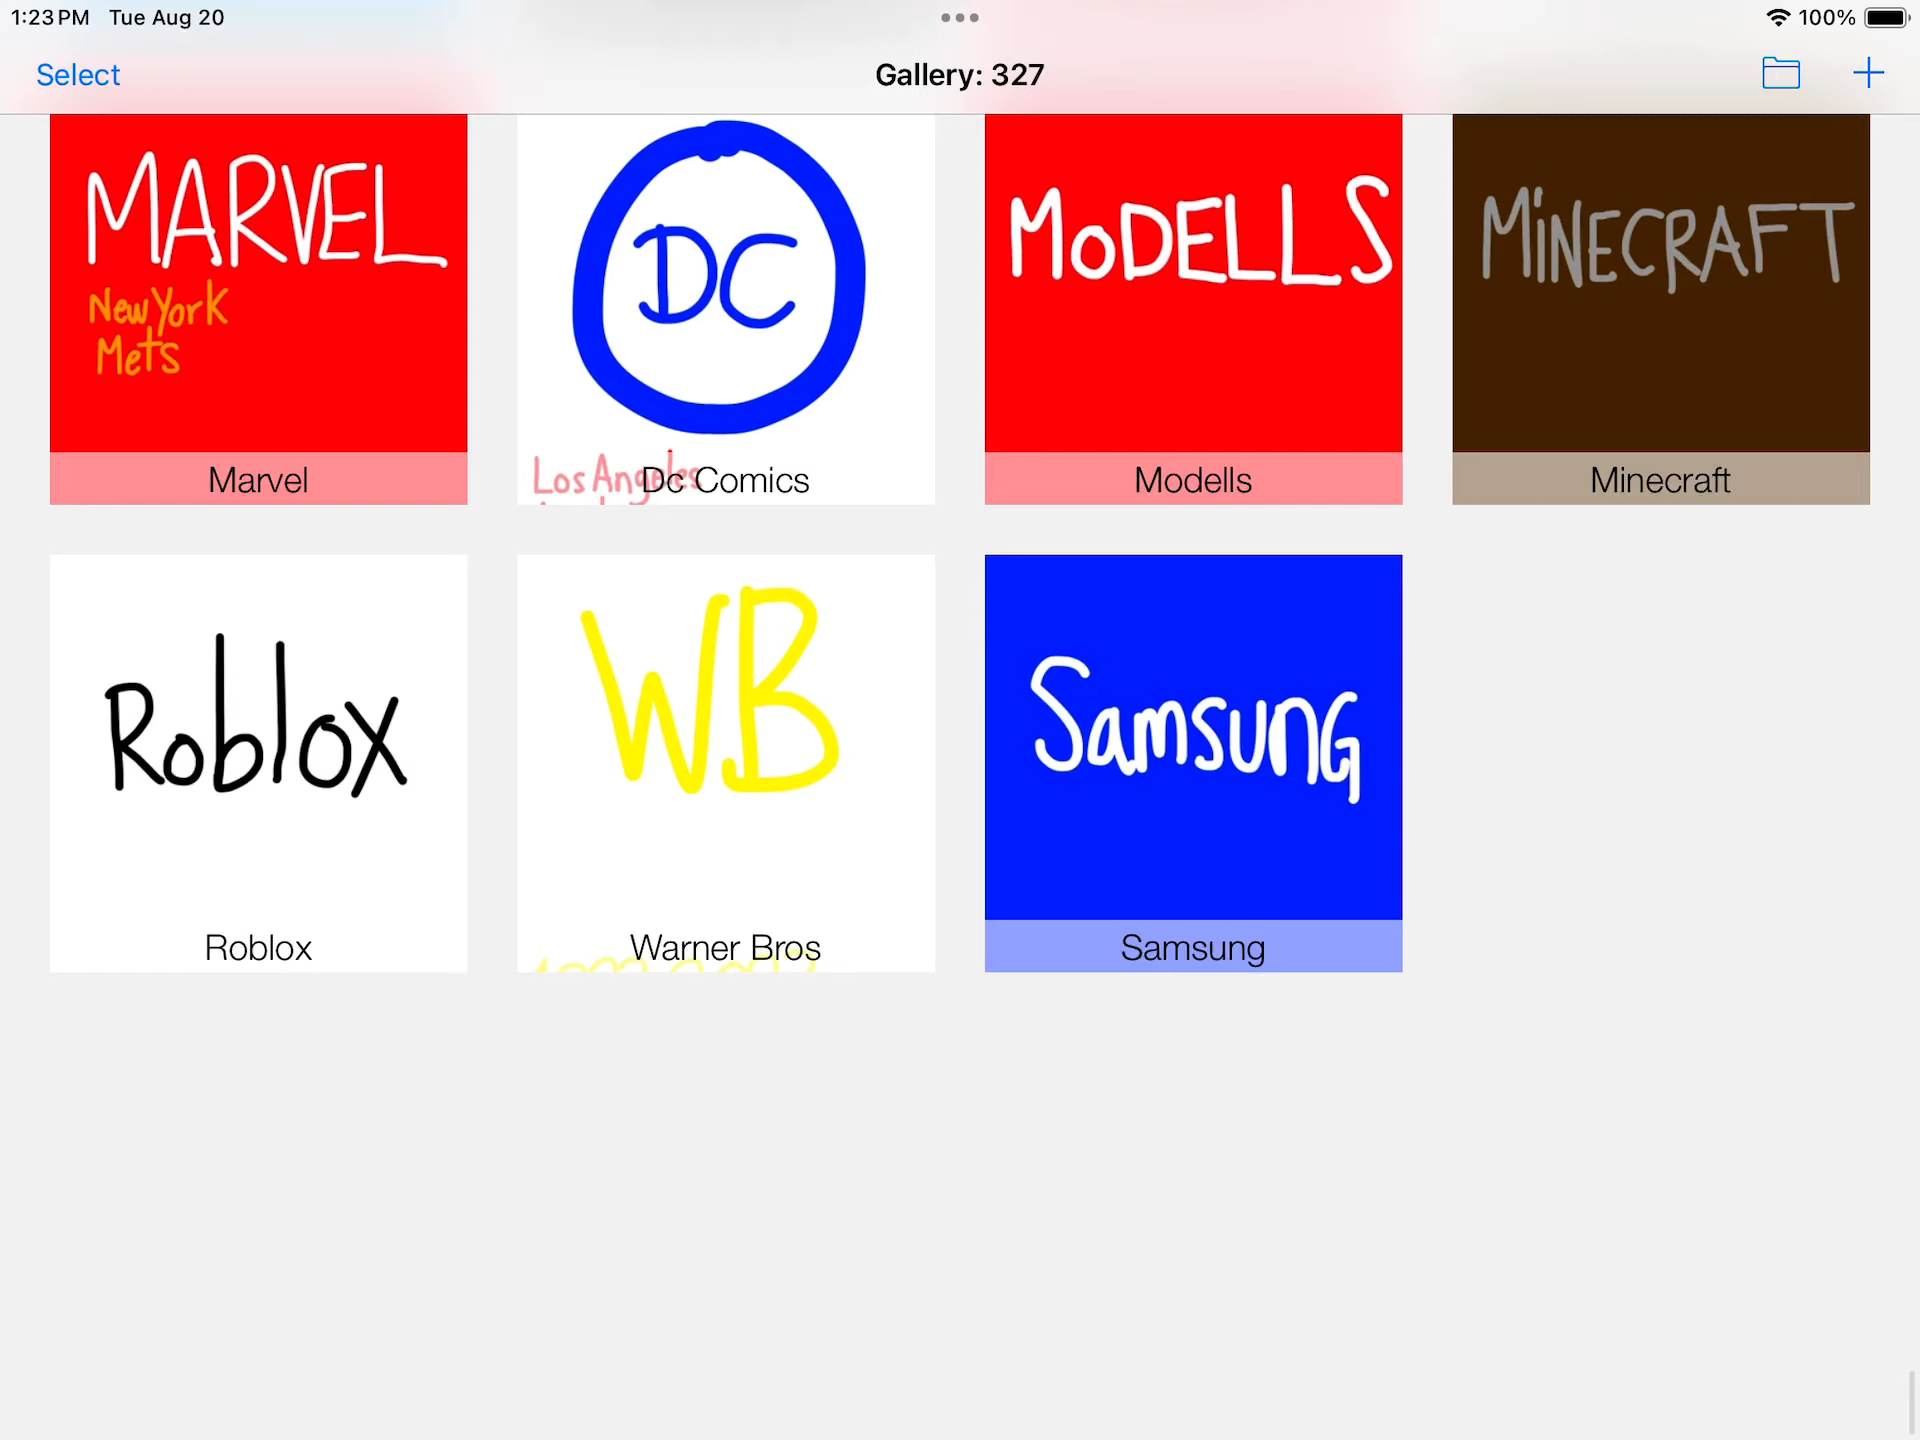 1:23 PM Tue Aug 20
100%
Select
Gallery: 327
MARVEL
New York
Mets
Marvel
DC
Los Angeles
Dc Comics
MoDELLS
Modells
MiNECRAFT
Minecraft
Roblox
Roblox
WB
Warner Bros
SamsunG
Samsung